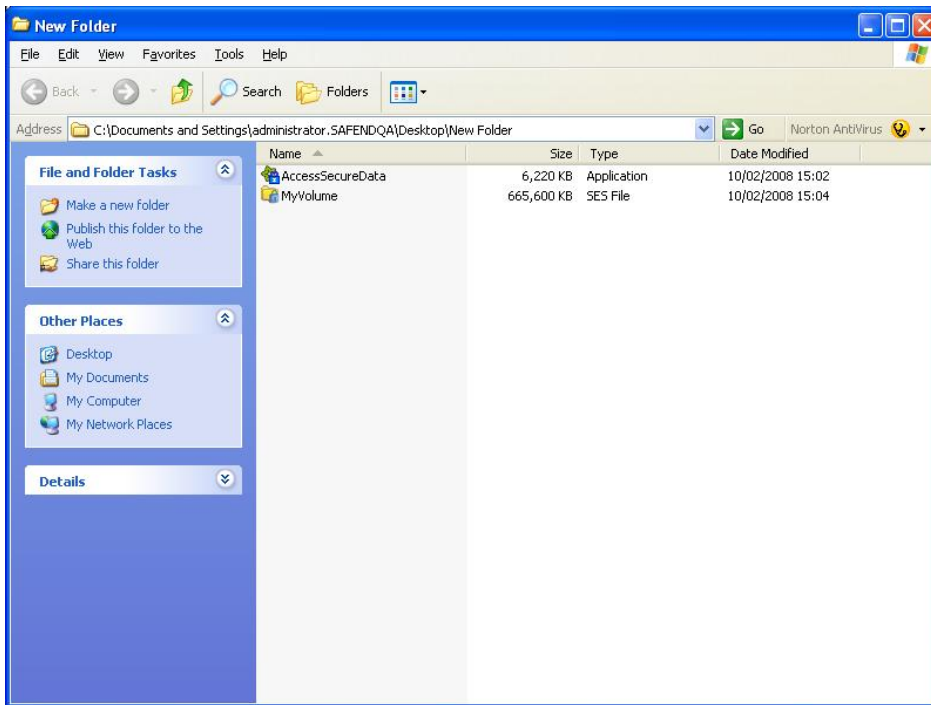 New Folder
File Edit View Favorites Tools Help
Back Search Folders
Address C:\Documents and Settings\administrator.SAFENDQA\Desktop\New Folder Go Norton AntiVirus
File and Folder Tasks
Make a new folder
Publish this folder to the
Web
Share this folder
Other Places
Desktop
My Documents
My Computer
My Network Places
Details
Name Size Type Date Modified
AccessSecureData 6,220 KB Application 10/02/2008 15:02
MyVolume 665,600 KB SES File 10/02/2008 15:04